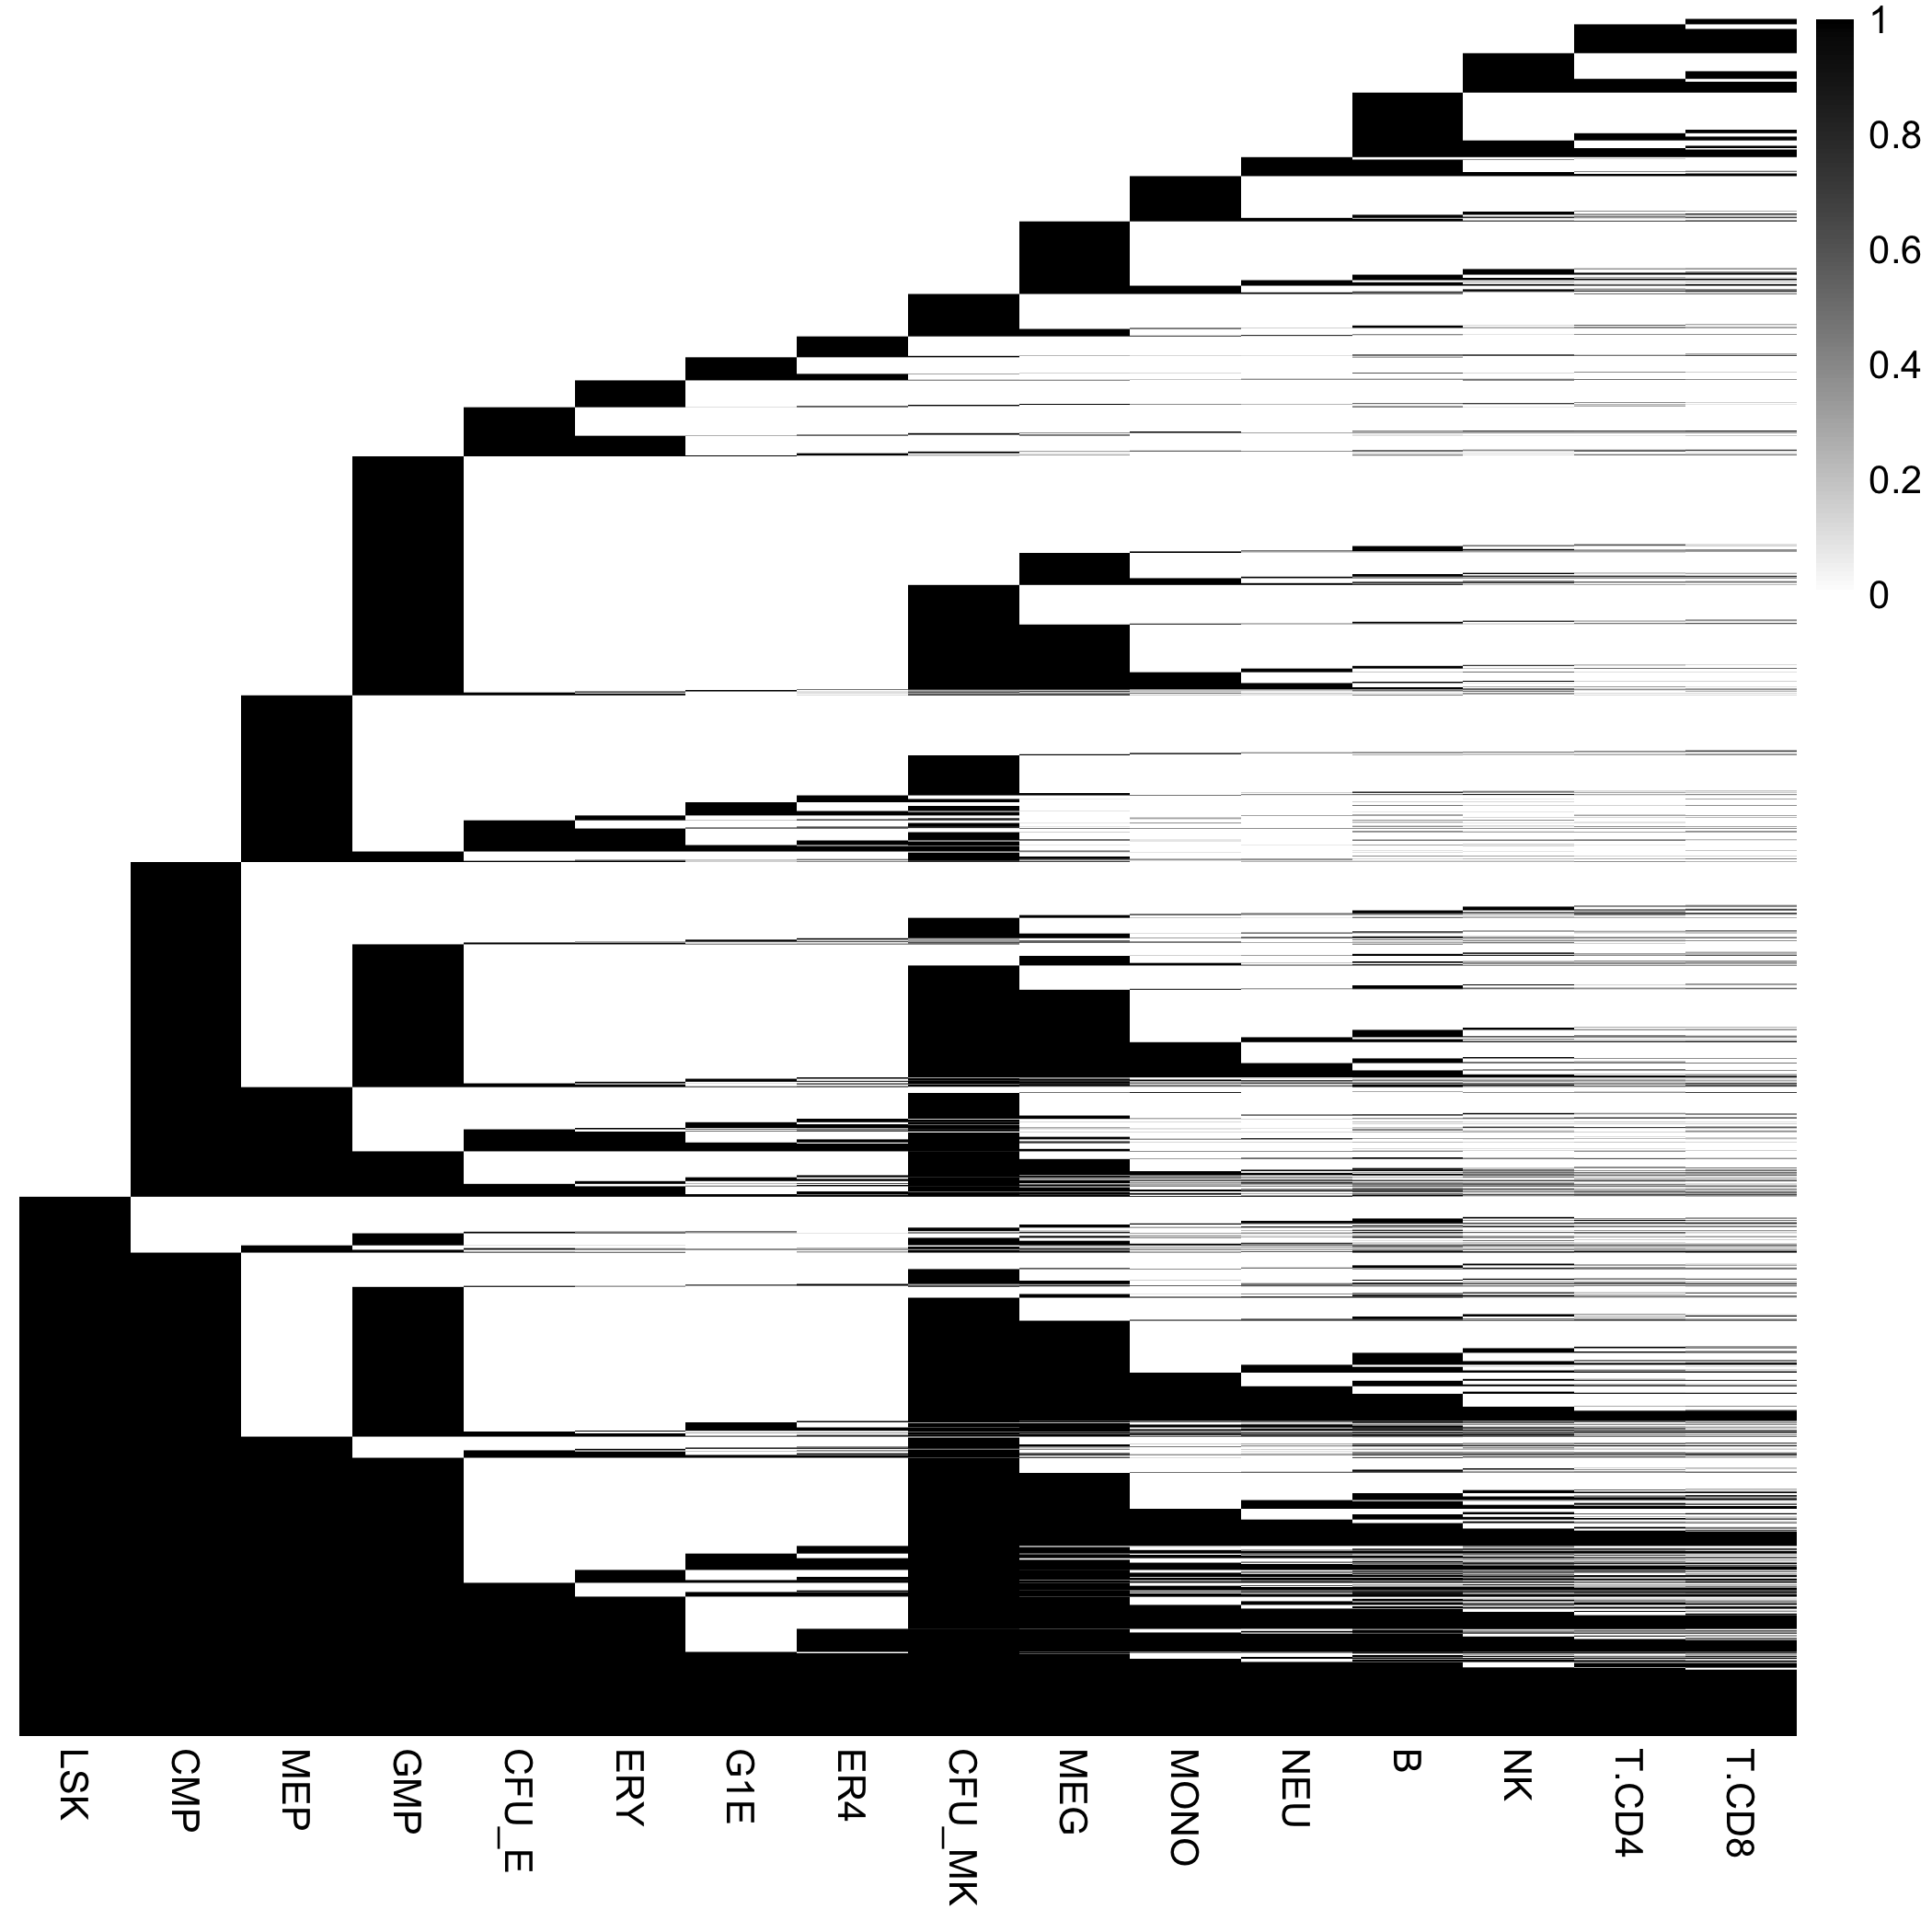 1
0.8
0.6
0.4
0.2
0
LSK
CMP
MEP
GMP
CFU_E
ERY
G1E
ER4
CFU_MK
MEG
MONO
NEU
B
NK
T.CD4
T.CD8